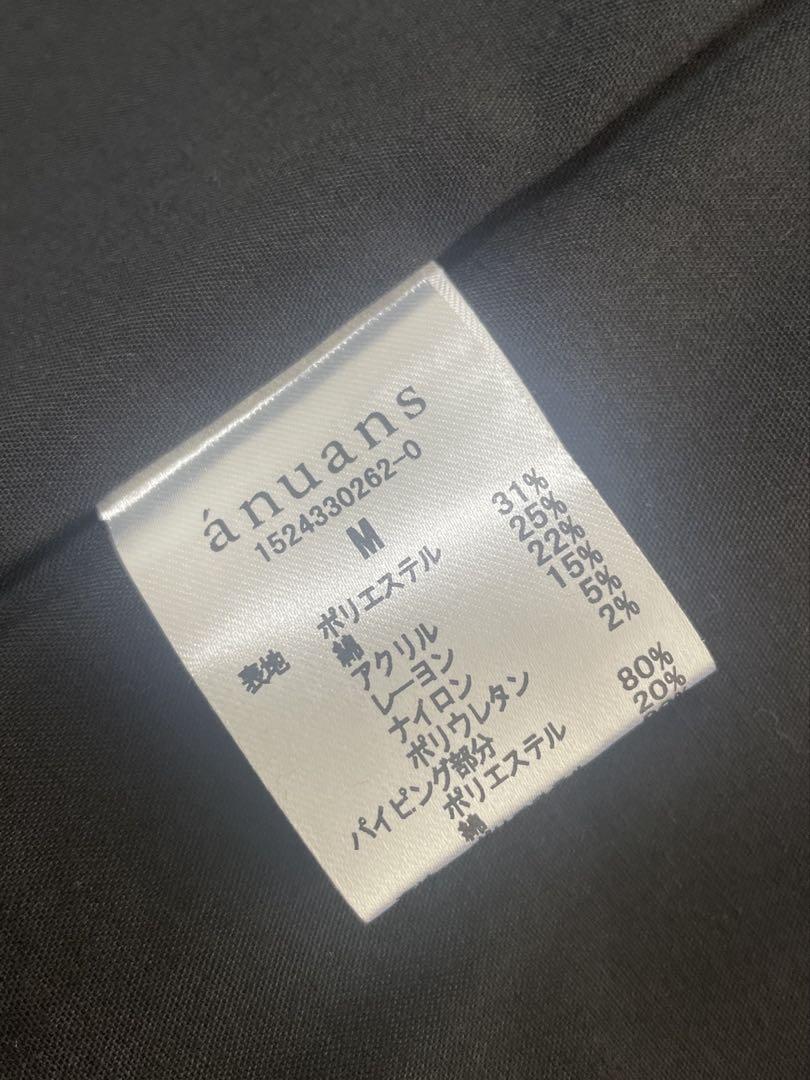 ánuans
1524330262-0
M
表地 ポリエステル 31%
綿 25%
アクリル 22%
レーヨン 15%
ナイロン 5%
ポリウレタン 2%
パイピング部分
ポリエステル 80%
綿 20%